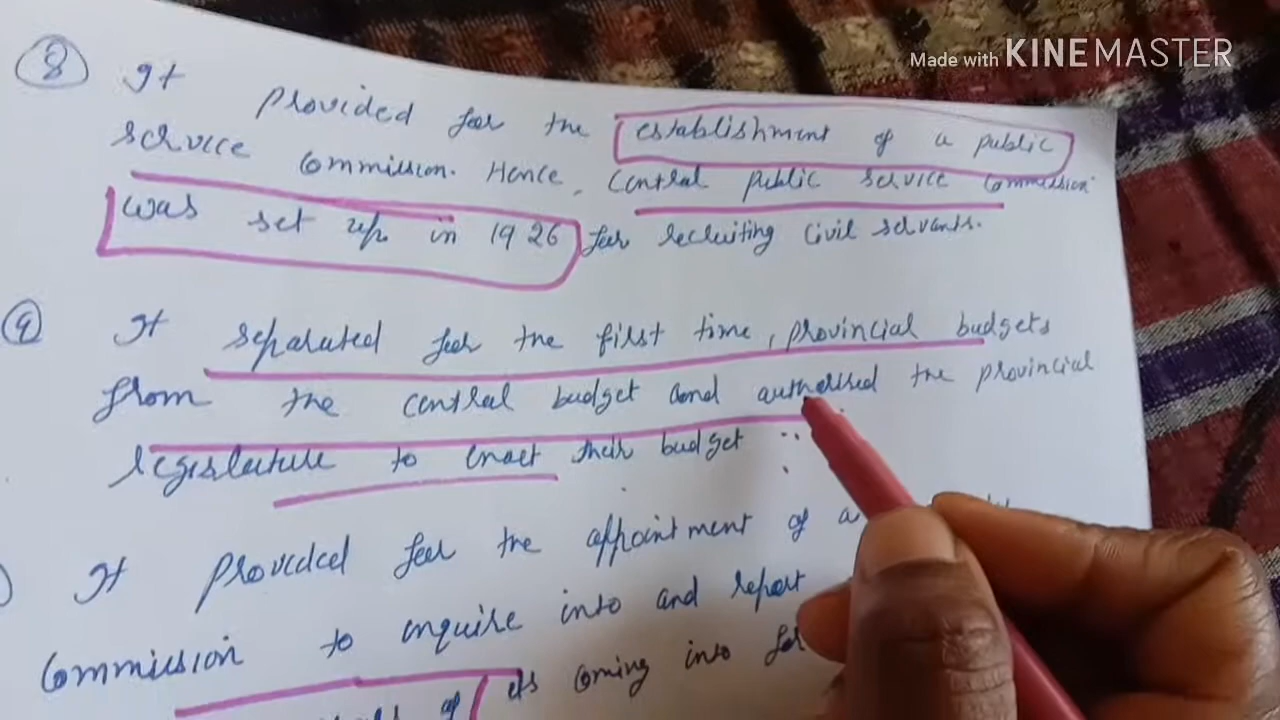 Made with KINEMASTER
8 It provided for the establishment of a public
service commission. Hence, Central public service commission
was set up in 1926 for recruiting civil servants.
9 It separated for the first time, provincial budgets
from the central budget and authorised the provincial
legislature to enact their budget
It provided for the appointment of a
Commission to inquire into and report
of its coming into for